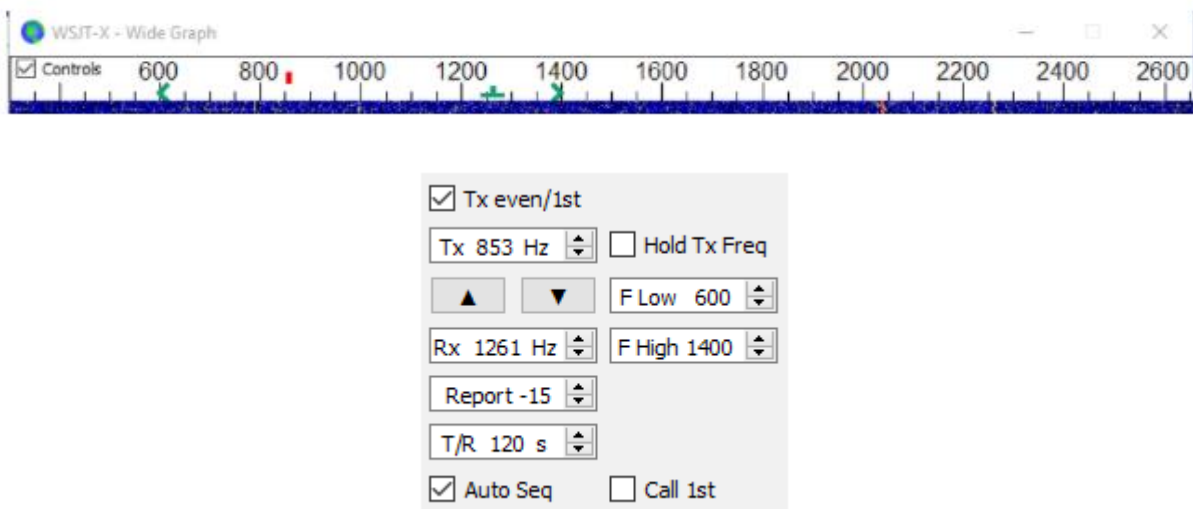 WSJT-X - Wide Graph
Controls 600 800 1000 1200 1400 1600 1800 2000 2200 2400 2600
Tx even/1st
Tx 853 Hz Hold Tx Freq
F Low 600
Rx 1261 Hz F High 1400
Report -15
T/R 120 s
Auto Seq Call 1st